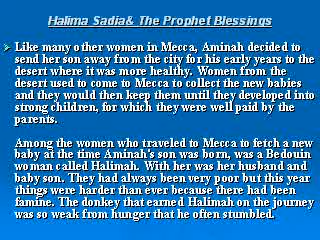 Halima Sadia& The Prophet Blessings
Like many other women in Mecca, Aminah decided to
send her son away from the city for his early years to the
desert where it was more healthy. Women from the
desert used to come to Mecca to collect the new babies
and they would then keep them until they developed into
strong children, for which they were well paid by the
parents.
Among the women who traveled to Mecca to fetch a new
baby at the time Aminah's son was born, was a Bedouin
woman called Halimah. With her was her husband and
baby son. They had always been very poor but this year
things were harder than ever because there had been
famine. The donkey that earned Halimah on the journey
was so weak from hunger that he often stumbled.